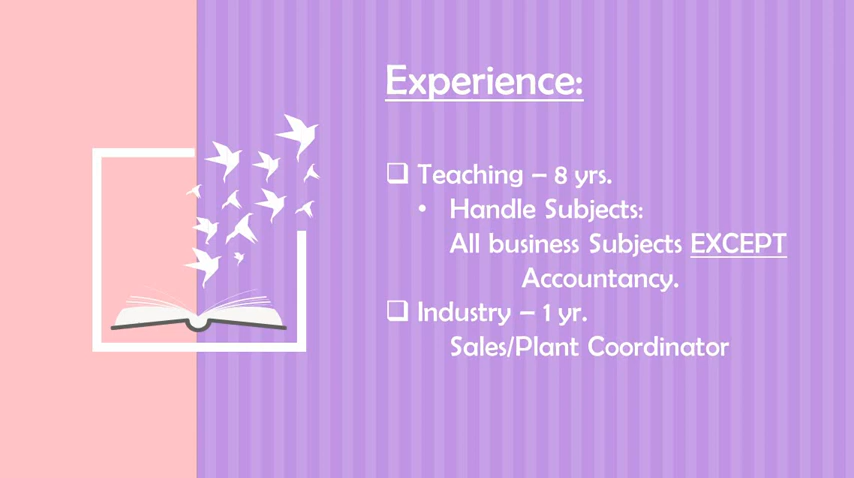 Experience:
❑ Teaching – 8 yrs.
• Handle Subjects:
All business Subjects EXCEPT
Accountancy.
❑ Industry – 1 yr.
Sales/Plant Coordinator